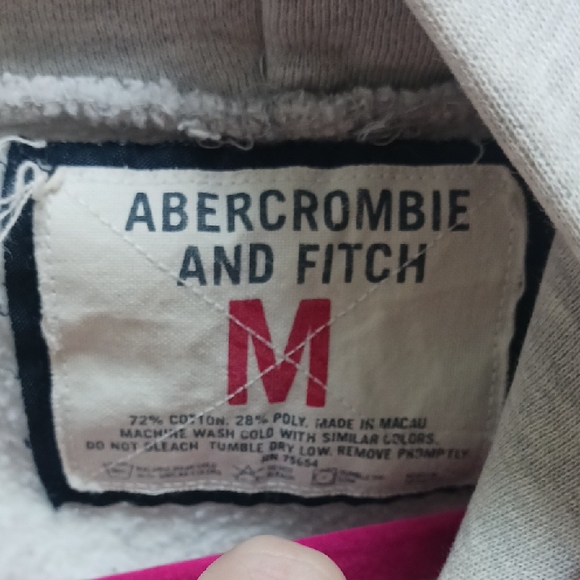 ABERCROMBIE
AND FITCH
M
72% COTTON, 28% POLY. MADE IN MACAU
MACHINE WASH COLD WITH SIMILAR COLORS.
DO NOT BLEACH TUMBLE DRY LOW. REMOVE PROMPTLY
RN 75654